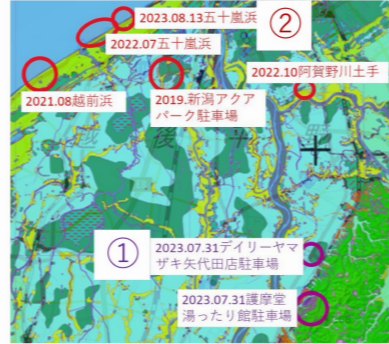 2023.08.13五十嵐浜
②
2022.07五十嵐浜
2022.10阿賀野川土手
2021.08越前浜
2019.新潟アクア
パーク駐車場
越
後
平
野
①
2023.07.31デイリーヤマ
ザキ矢代田店駐車場
2023.07.31護摩堂
湯ったり館駐車場